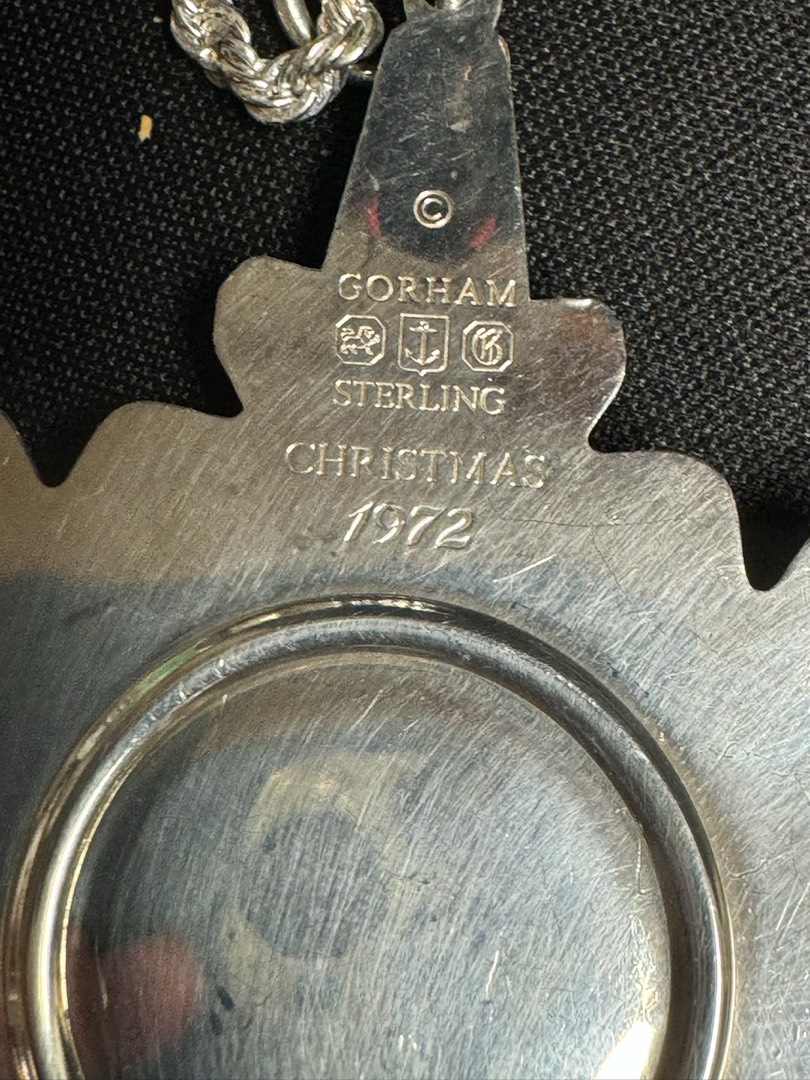 ©
GORHAM
G
STERLING
CHRISTMAS
1972